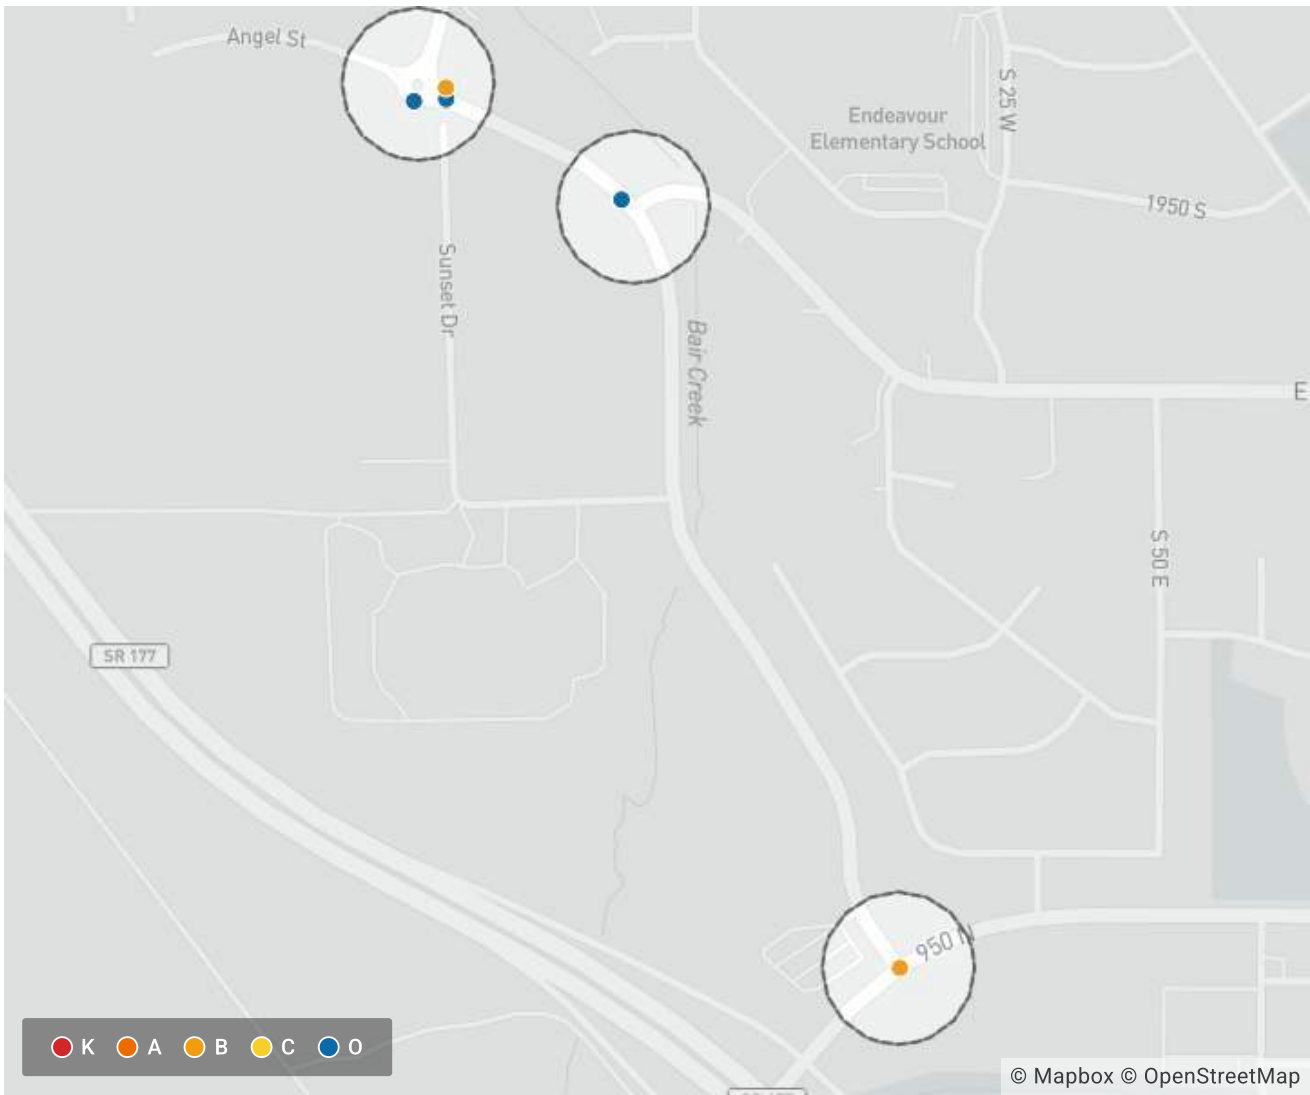 Angel St
S 25 W
Endeavour
Elementary School
1950 S
Sunset Dr
Bair Creek
E
S 50 E
SR 177
950 N
K A B C O
© Mapbox © OpenStreetMap